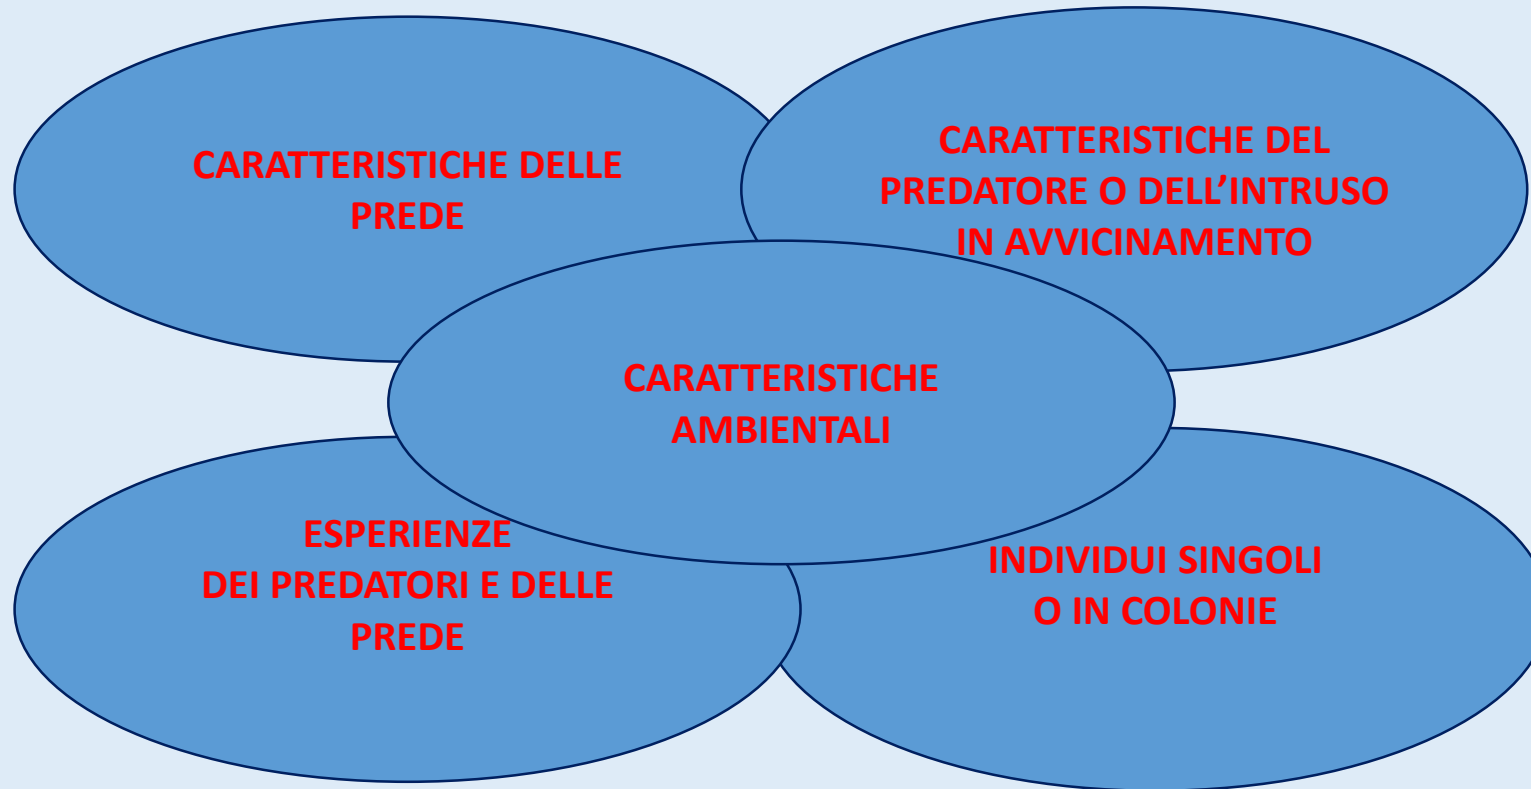 CARATTERISTICHE DELLE
PREDE
CARATTERISTICHE DEL
PREDATORE O DELL’INTRUSO
IN AVVICINAMENTO
CARATTERISTICHE
AMBIENTALI
ESPERIENZE
DEI PREDATORI E DELLE
PREDE
INDIVIDUI SINGOLI
O IN COLONIE